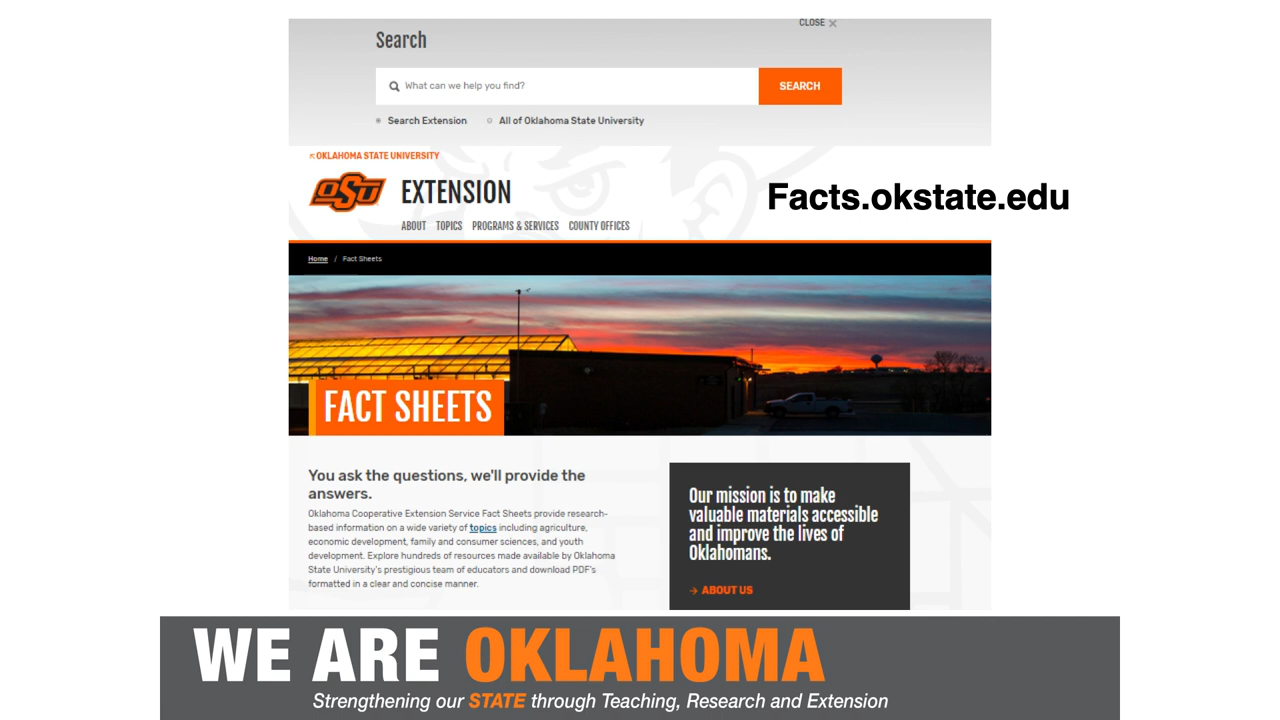 CLOSE
Search
What can we help you find?
SEARCH
Search Extension
All of Oklahoma State University
OKLAHOMA STATE UNIVERSITY
OSU
EXTENSION
Facts.okstate.edu
ABOUT TOPICS PROGRAMS & SERVICES COUNTY OFFICES
Home / Fact Sheets
FACT SHEETS
You ask the questions, we'll provide the
answers.
Oklahoma Cooperative Extension Service Fact Sheets provide research-
based information on a wide variety of topics including agriculture,
economic development, family and consumer sciences, and youth
development. Explore hundreds of resources made available by Oklahoma
State University's prestigious team of educators and download PDF's
formatted in a clear and concise manner.
Our mission is to make
valuable materials accessible
and improve the lives of
Oklahomans.
→ ABOUT US
WE ARE OKLAHOMA
Strengthening our STATE through Teaching, Research and Extension